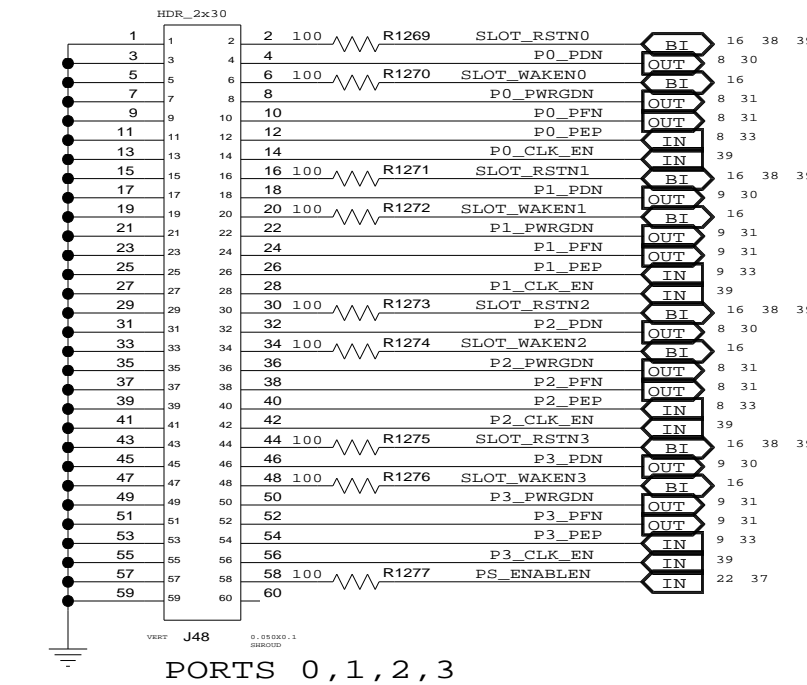 HDR_2x30
1 1 2 2 100 R1269 SLOT_RSTN0 BI 16 38
3 3 4 4 P0_PDN OUT 8 30
5 5 6 6 100 R1270 SLOT_WAKEN0 BI 16
7 7 8 8 P0_PWRGDN OUT 8 31
9 9 10 10 P0_PFN OUT 8 31
11 11 12 12 P0_PEP IN 8 33
13 13 14 14 P0_CLK_EN IN 39
15 15 16 16 100 R1271 SLOT_RSTN1 BI 16 38
17 17 18 18 P1_PDN OUT 9 30
19 19 20 20 100 R1272 SLOT_WAKEN1 BI 16
21 21 22 22 P1_PWRGDN OUT 9 31
23 23 24 24 P1_PFN OUT 9 31
25 25 26 26 P1_PEP IN 9 33
27 27 28 28 P1_CLK_EN IN 39
29 29 30 30 100 R1273 SLOT_RSTN2 BI 16 38
31 31 32 32 P2_PDN OUT 8 30
33 33 34 34 100 R1274 SLOT_WAKEN2 BI 16
35 35 36 36 P2_PWRGDN OUT 8 31
37 37 38 38 P2_PFN OUT 8 31
39 39 40 40 P2_PEP IN 8 33
41 41 42 42 P2_CLK_EN IN 39
43 43 44 44 100 R1275 SLOT_RSTN3 BI 16 38
45 45 46 46 P3_PDN OUT 9 30
47 47 48 48 100 R1276 SLOT_WAKEN3 BI 16
49 49 50 50 P3_PWRGDN OUT 9 31
51 51 52 52 P3_PFN OUT 9 31
53 53 54 54 P3_PEP IN 9 33
55 55 56 56 P3_CLK_EN IN 39
57 57 58 58 100 R1277 PS_ENABLEN IN 22 37
59 59 60 60
VERT J48 0.050X0.1
SHROUD
PORTS 0,1,2,3